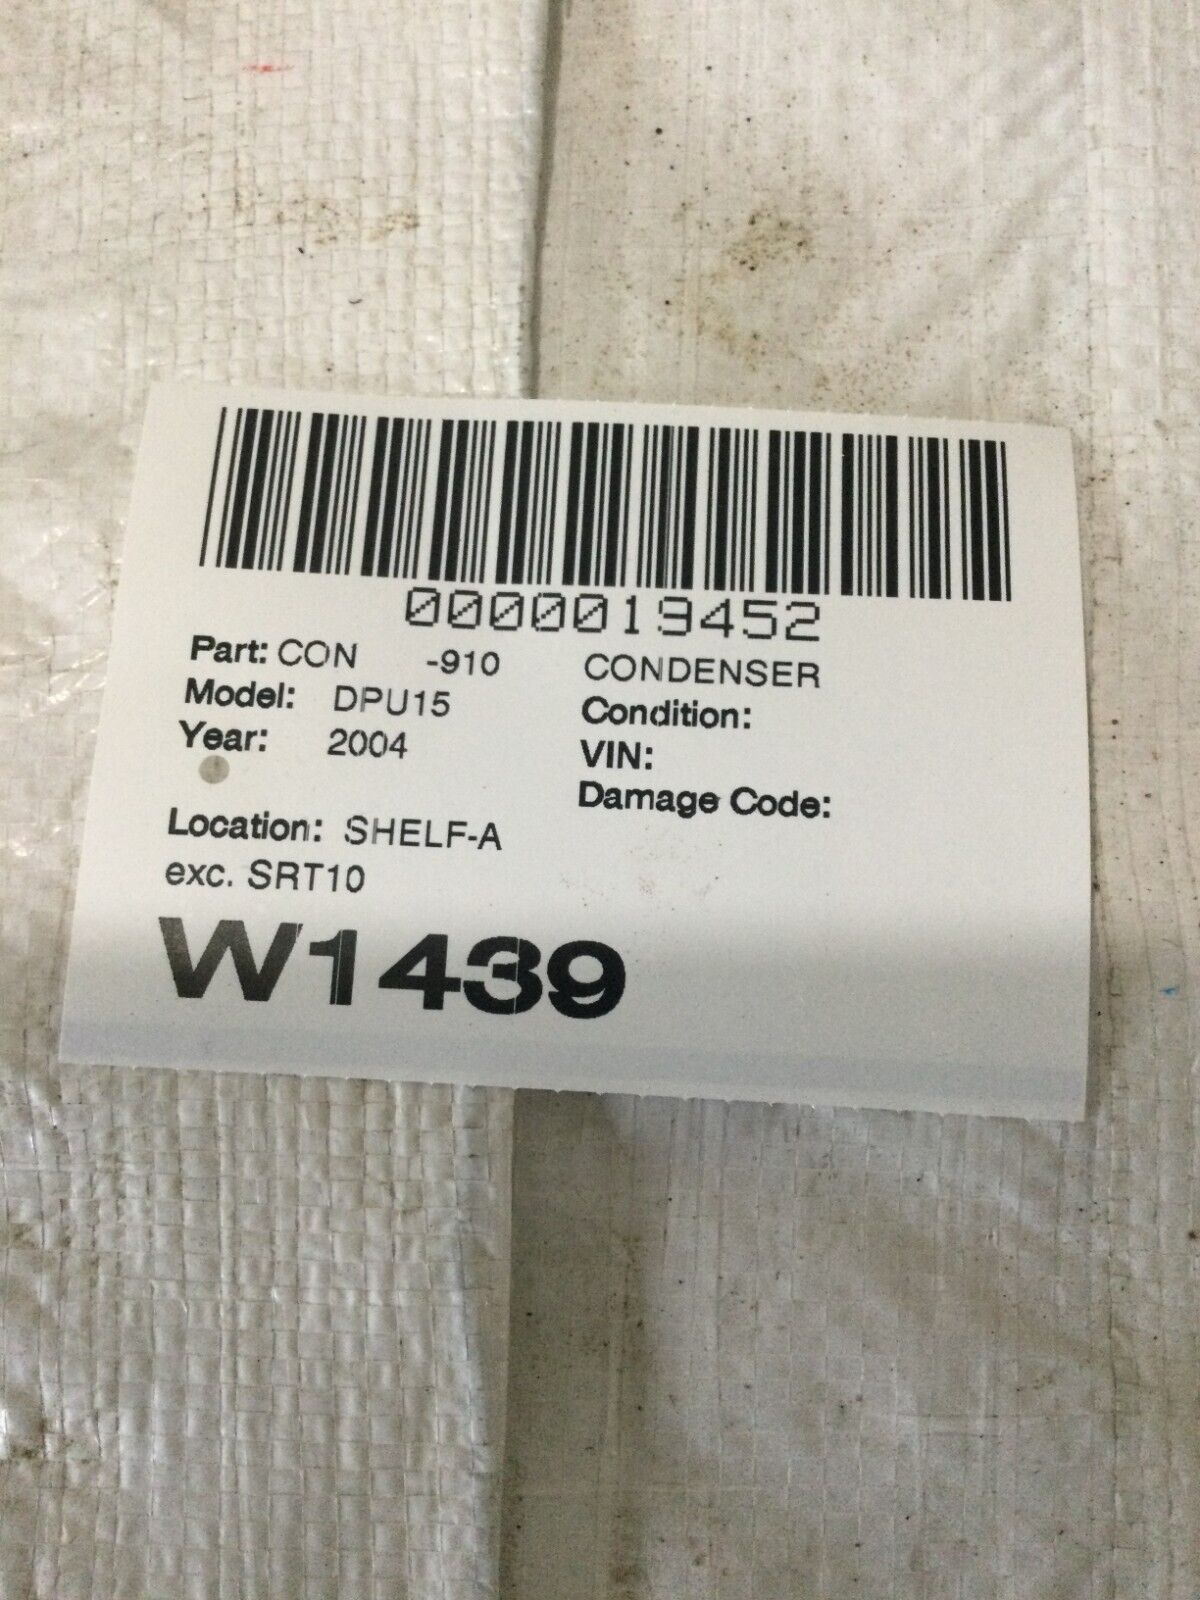 0000019452
Part: CON -910 CONDENSER
Model: DPU15 Condition:
Year: 2004 VIN:
Damage Code:
Location: SHELF-A
exc. SRT10
W1439